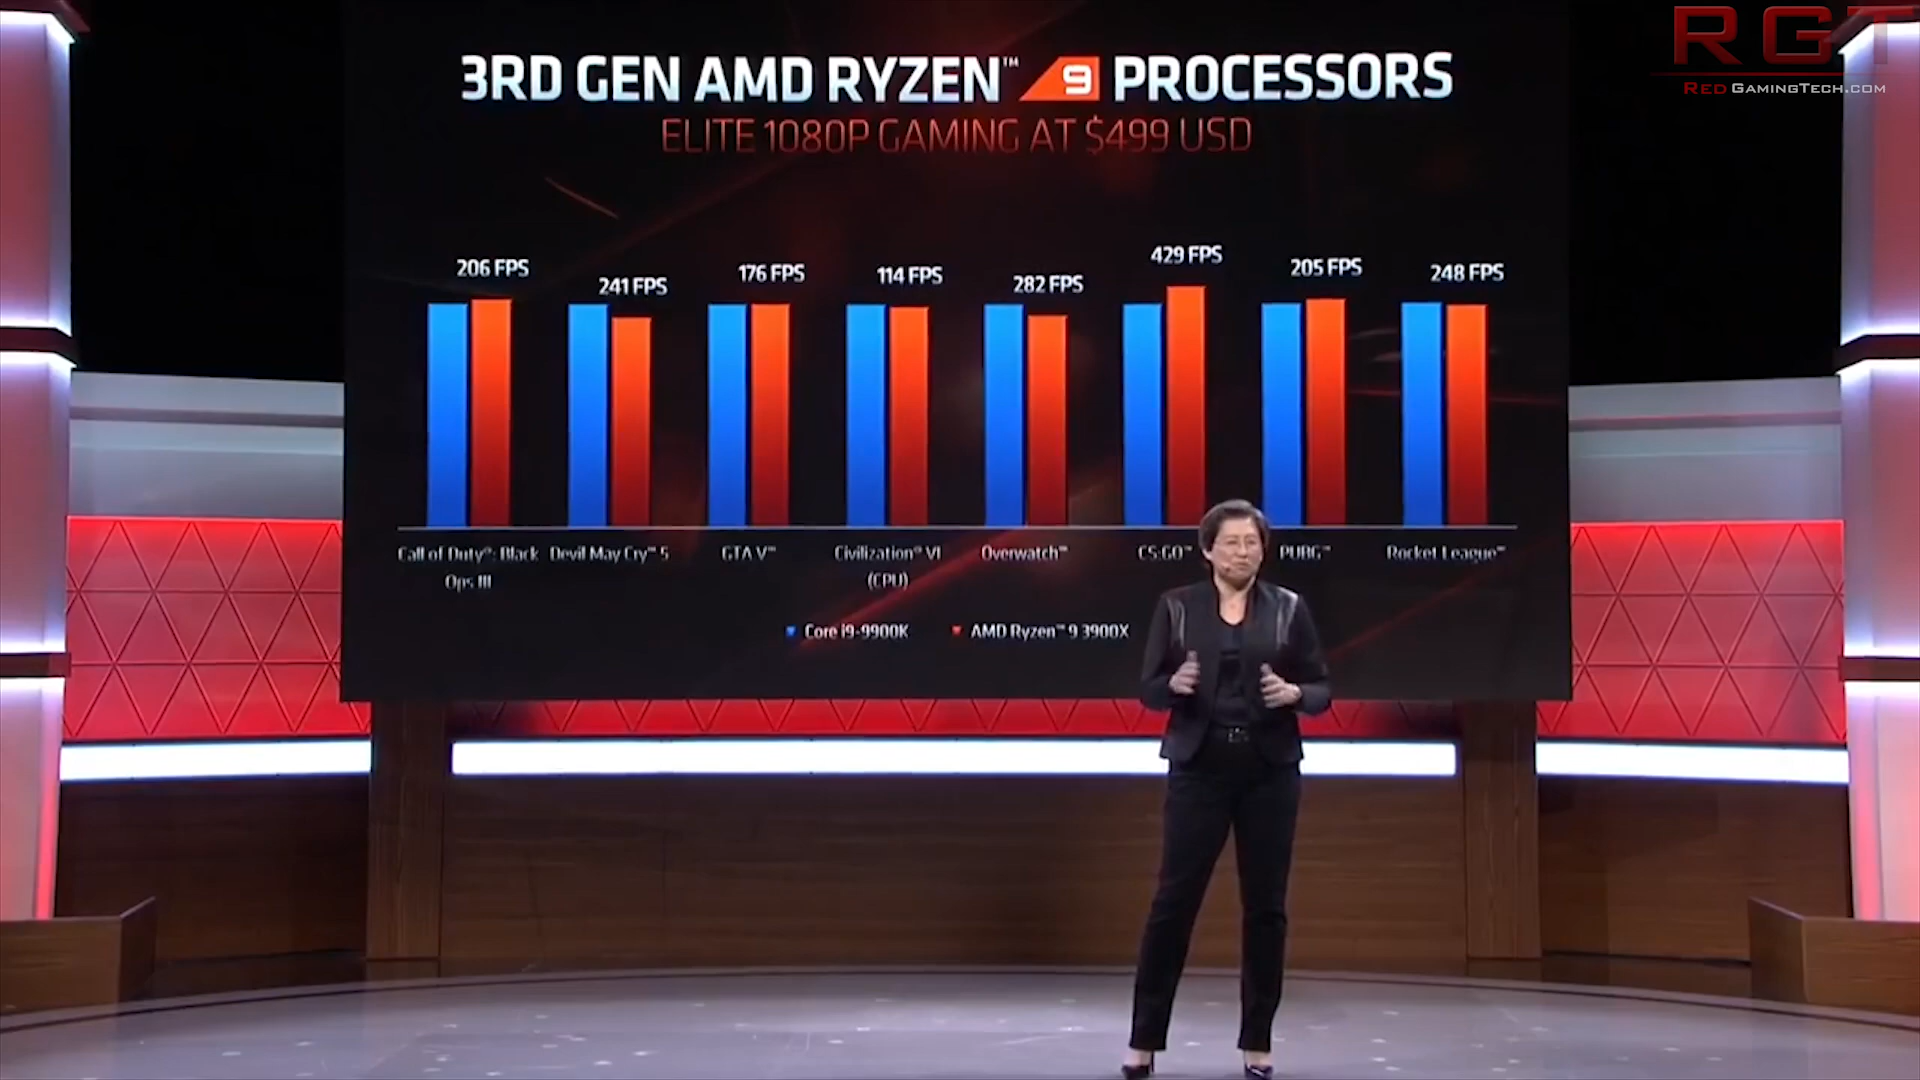 RGT
RED GAMINGTECH.COM
3RD GEN AMD RYZEN™ 9 PROCESSORS
ELITE 1080P GAMING AT $499 USD
206 FPS
241 FPS
176 FPS
114 FPS
282 FPS
429 FPS
205 FPS
248 FPS
Call of Duty®: Black
Ops III
Devil May Cry™ 5
GTA V™
Civilization® VI
(CPU)
Overwatch™
CS:GO™
PUBG™
Rocket League™
Core i9-9900K
AMD Ryzen™ 9 3900X